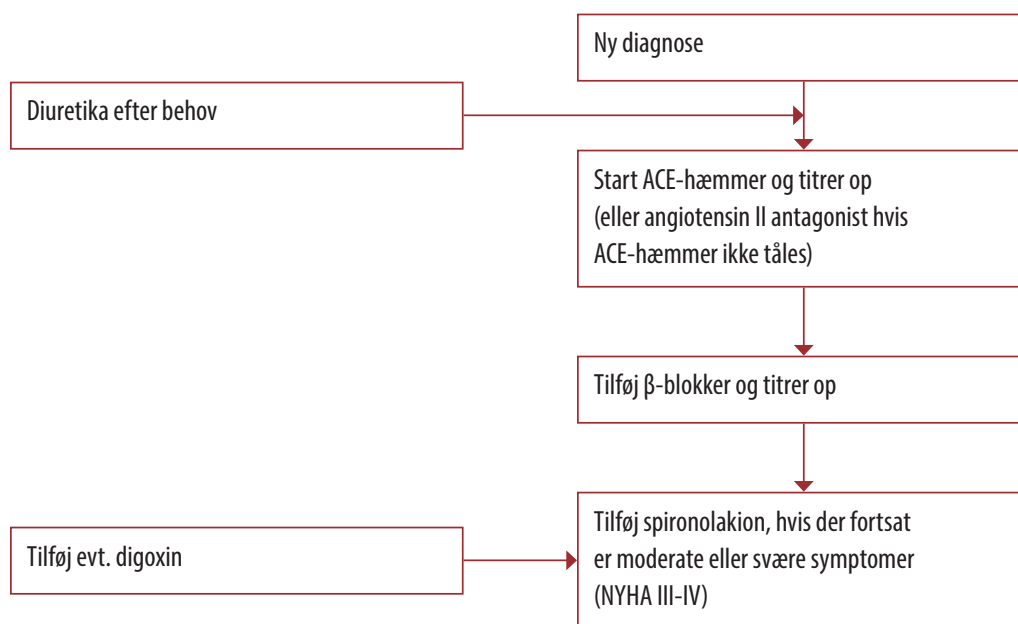 Ny diagnose
Diuretika efter behov
Start ACE-hæmmer og titrer op
(eller angiotensin II antagonist hvis
ACE-hæmmer ikke tåles)
Tilføj β-blokker og titrer op
Tilføj evt. digoxin
Tilføj spironolakion, hvis der fortsat
er moderate eller svære symptomer
(NYHA III-IV)